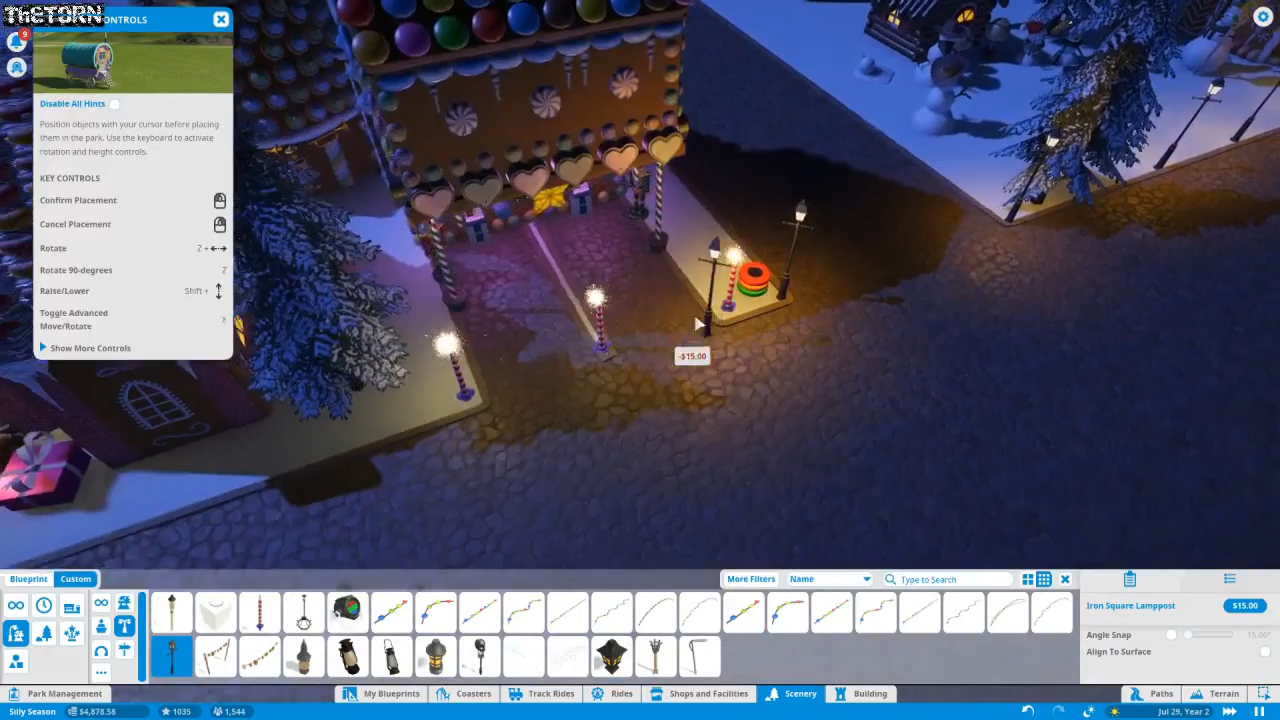 THETORN
CONTROLS
9
Disable All Hints
Position objects with your cursor before placing
them in the park. Use the keyboard to activate
rotation and height controls.
KEY CONTROLS
Confirm Placement
Cancel Placement
Rotate Z +
Rotate 90-degrees Z
Raise/Lower Shift +
Toggle Advanced
Move/Rotate X
Show More Controls
-$15.00
Blueprint Custom
More Filters Name Type to Search
Iron Square Lamppost $15.00
Angle Snap 15.00°
Align To Surface
Park Management My Blueprints Coasters Track Rides Rides Shops and Facilities Scenery Building Paths Terrain
Silly Season $4,878.58 1035 1,544 Jul 29, Year 2